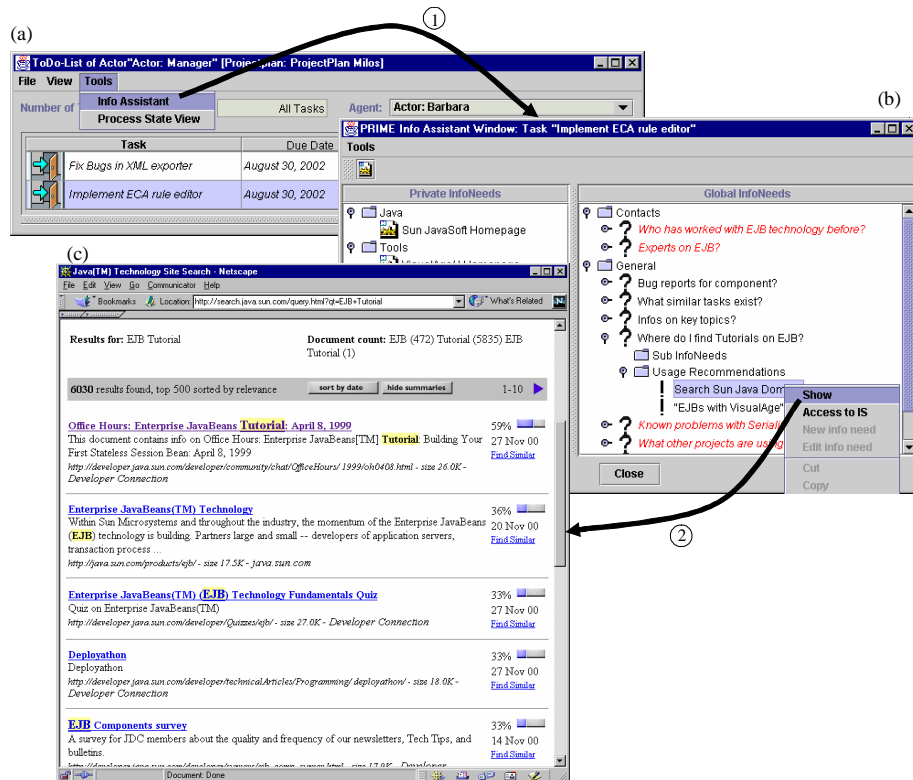 (a)
1
ToDo-List of Actor"Actor: Manager" [Projectplan: ProjectPlan Milos]
File View Tools
Info Assistant
Process State View
Number of
All Tasks
Agent: Actor: Barbara
Task Due Date
Fix Bugs in XML exporter August 30, 2002
Implement ECA rule editor August 30, 2002
(b)
PRIME Info Assistant Window: Task "Implement ECA rule editor"
Tools
Private InfoNeeds
Java
Sun JavaSoft Homepage
Tools
Global InfoNeeds
Contacts
? Who has worked with EJB technology before?
? Experts on EJB?
General
? Bug reports for component?
? What similar tasks exist?
? Infos on key topics?
? Where do I find Tutorials on EJB?
Sub InfoNeeds
Usage Recommendations
! Search Sun Java Dom
! "EJBs with VisualAge"
? Known problems with Seriali
? What other projects are using
Close
Show
Access to IS
New info need
Edit info need
Cut
Copy
2
(c)
Java(TM) Technology Site Search - Netscape
File Edit View Go Communicator Help
Bookmarks Location: http://search.java.sun.com/query.html?qt=EJB+Tutorial What's Related
Results for: EJB Tutorial
Document count: EJB (472) Tutorial (5835) EJB
Tutorial (1)
6030 results found, top 500 sorted by relevance sort by date hide summaries 1-10
Office Hours: Enterprise JavaBeans Tutorial: April 8, 1999 59%
This document contains info on Office Hours: Enterprise JavaBeans[TM] Tutorial: Building Your 27 Nov 00
First Stateless Session Bean: April 8, 1999 Find Similar
http://developer.java.sun.com/developer/community/chat/OfficeHours/ 1999/oh0408.html - size 26.0K -
Developer Connection
Enterprise JavaBeans(TM) Technology 36%
Within Sun Microsystems and throughout the industry, the momentum of the Enterprise JavaBeans 20 Nov 00
(EJB) technology is building. Partners large and small -- developers of application servers, Find Similar
transaction process ...
http://java.sun.com/products/ejb/ - size 17.5K - java.sun.com
Enterprise JavaBeans(TM) (EJB) Technology Fundamentals Quiz 33%
Quiz on Enterprise JavaBeans(TM) 27 Nov 00
http://developer.java.sun.com/developer/Quizzes/ejb/ - size 27.0K - Developer Connection Find Similar
Deployathon 33%
Deployathon 27 Nov 00
http://developer.java.sun.com/developer/technicalArticles/Programming/ deployathon/ - size 18.0K - Find Similar
Developer Connection
EJB Components survey 33%
A survey for JDC members about the quality and frequency of our newsletters, Tech Tips, and 14 Nov 00
bulletins. Find Similar
Document: Done